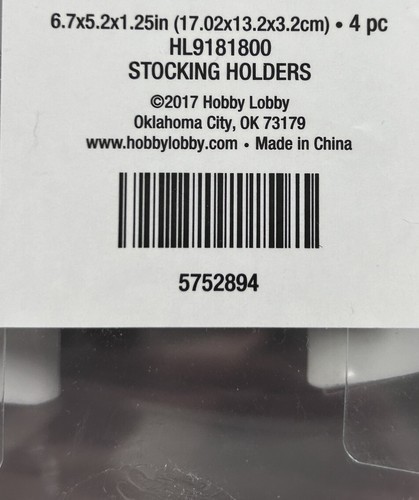 6.7x5.2x1.25in (17.02x13.2x3.2cm) • 4 pc
HL9181800
STOCKING HOLDERS
©2017 Hobby Lobby
Oklahoma City, OK 73179
www.hobbylobby.com • Made in China
5752894